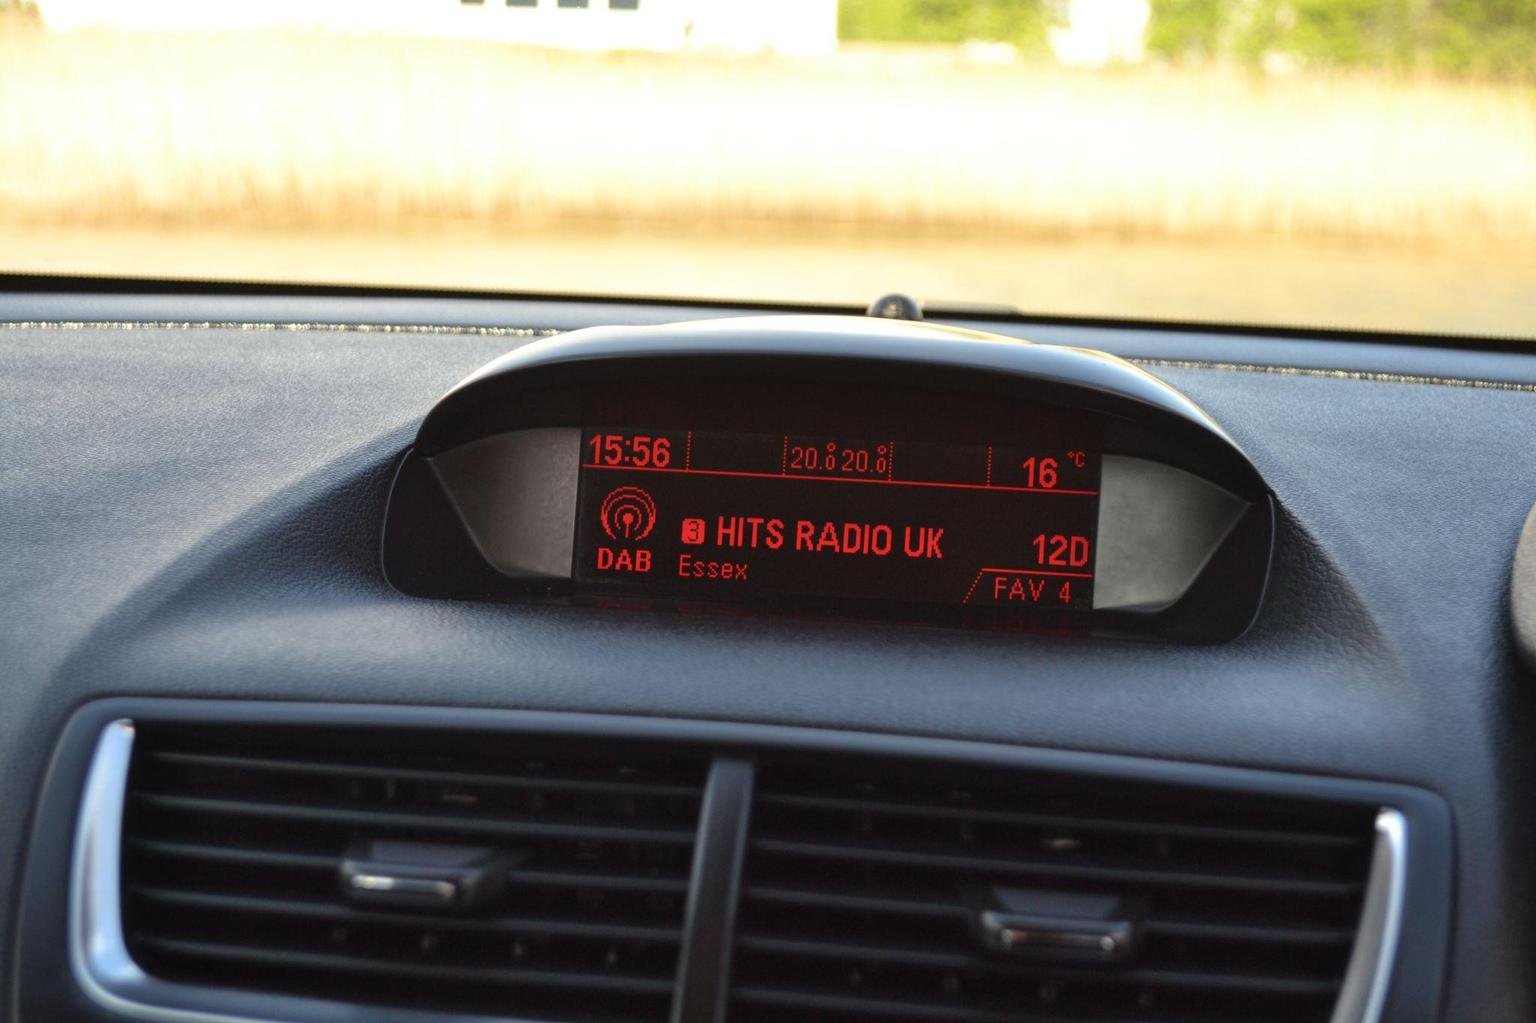 15:56 20.0° 20.0° 16 °C
3 HITS RADIO UK 12D
DAB Essex FAV 4